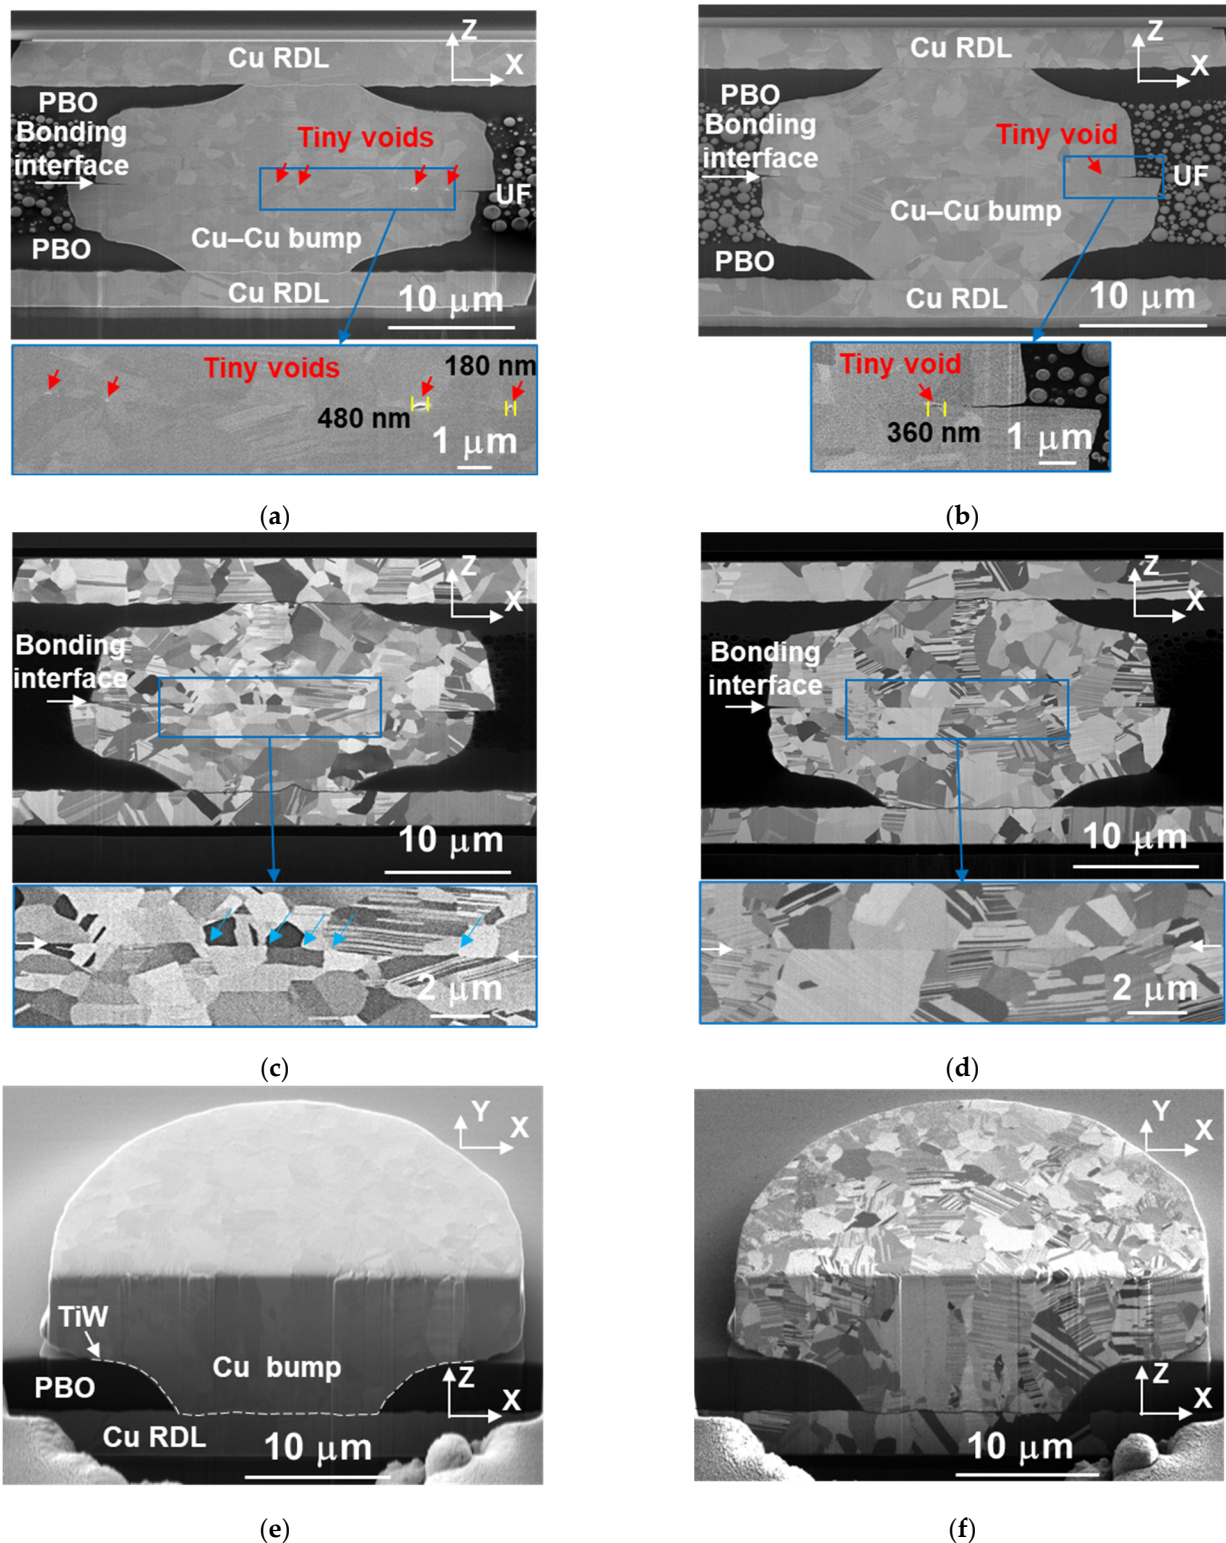 Cu RDL
Z
X
PBO
Bonding
interface
Tiny voids
UF
Cu–Cu bump
PBO
Cu RDL
10 μm
Tiny voids
180 nm
480 nm
1 μm
(a)
Cu RDL
Z
X
PBO
Bonding
interface
Tiny void
UF
Cu–Cu bump
PBO
Cu RDL
10 μm
Tiny void
360 nm
1 μm
(b)
Z
X
Bonding
interface
10 μm
2 μm
(c)
Z
X
Bonding
interface
10 μm
2 μm
(d)
Y
X
TiW
Cu bump
PBO
Z
X
Cu RDL
10 μm
(e)
Y
X
Z
X
10 μm
(f)